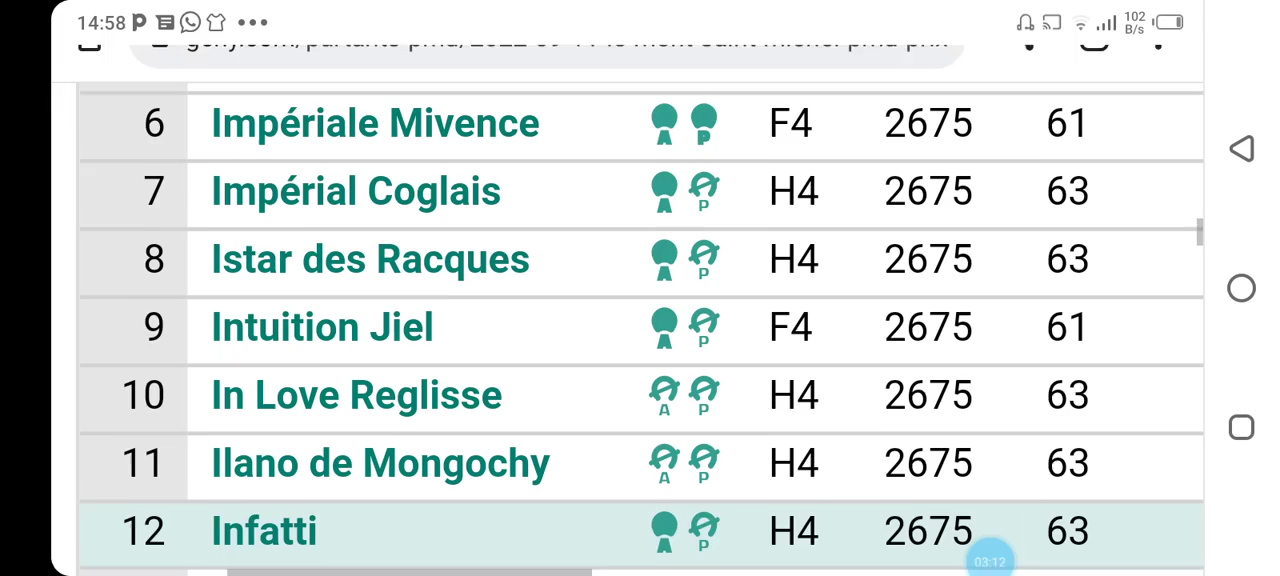 14:58 P
102
B/s
6 Impériale Mivence A P F4 2675 61
7 Impérial Coglais A P H4 2675 63
8 Istar des Racques A P H4 2675 63
9 Intuition Jiel A P F4 2675 61
10 In Love Reglisse A P H4 2675 63
11 Ilano de Mongochy A P H4 2675 63
12 Infatti A P H4 2675 63
03:12